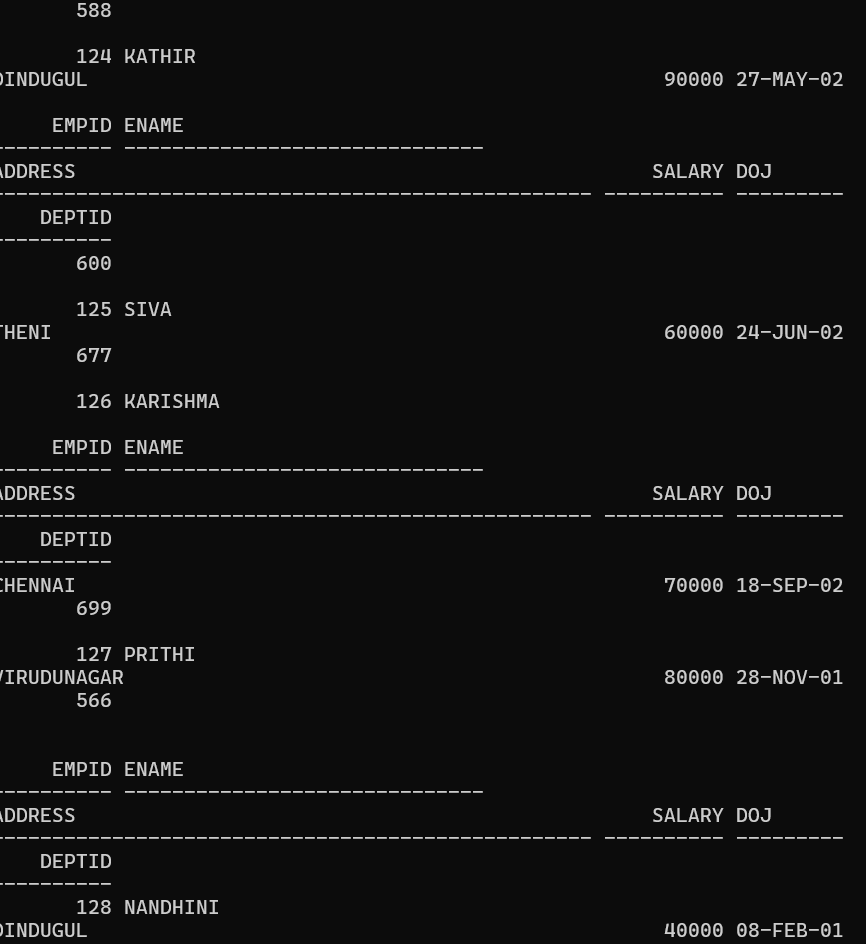 588
124 KATHIR
DINDUGUL 90000 27-MAY-02
EMPID ENAME
---------- ------------------------------
ADDRESS SALARY DOJ
-------------------------------------------------- ---------- ---------
DEPTID
----------
600
125 SIVA
THENI 60000 24-JUN-02
677
126 KARISHMA
EMPID ENAME
---------- ------------------------------
ADDRESS SALARY DOJ
-------------------------------------------------- ---------- ---------
DEPTID
----------
CHENNAI 70000 18-SEP-02
699
127 PRITHI
VIRUDUNAGAR 80000 28-NOV-01
566
EMPID ENAME
---------- ------------------------------
ADDRESS SALARY DOJ
-------------------------------------------------- ---------- ---------
DEPTID
----------
128 NANDHINI
DINDUGUL 40000 08-FEB-01